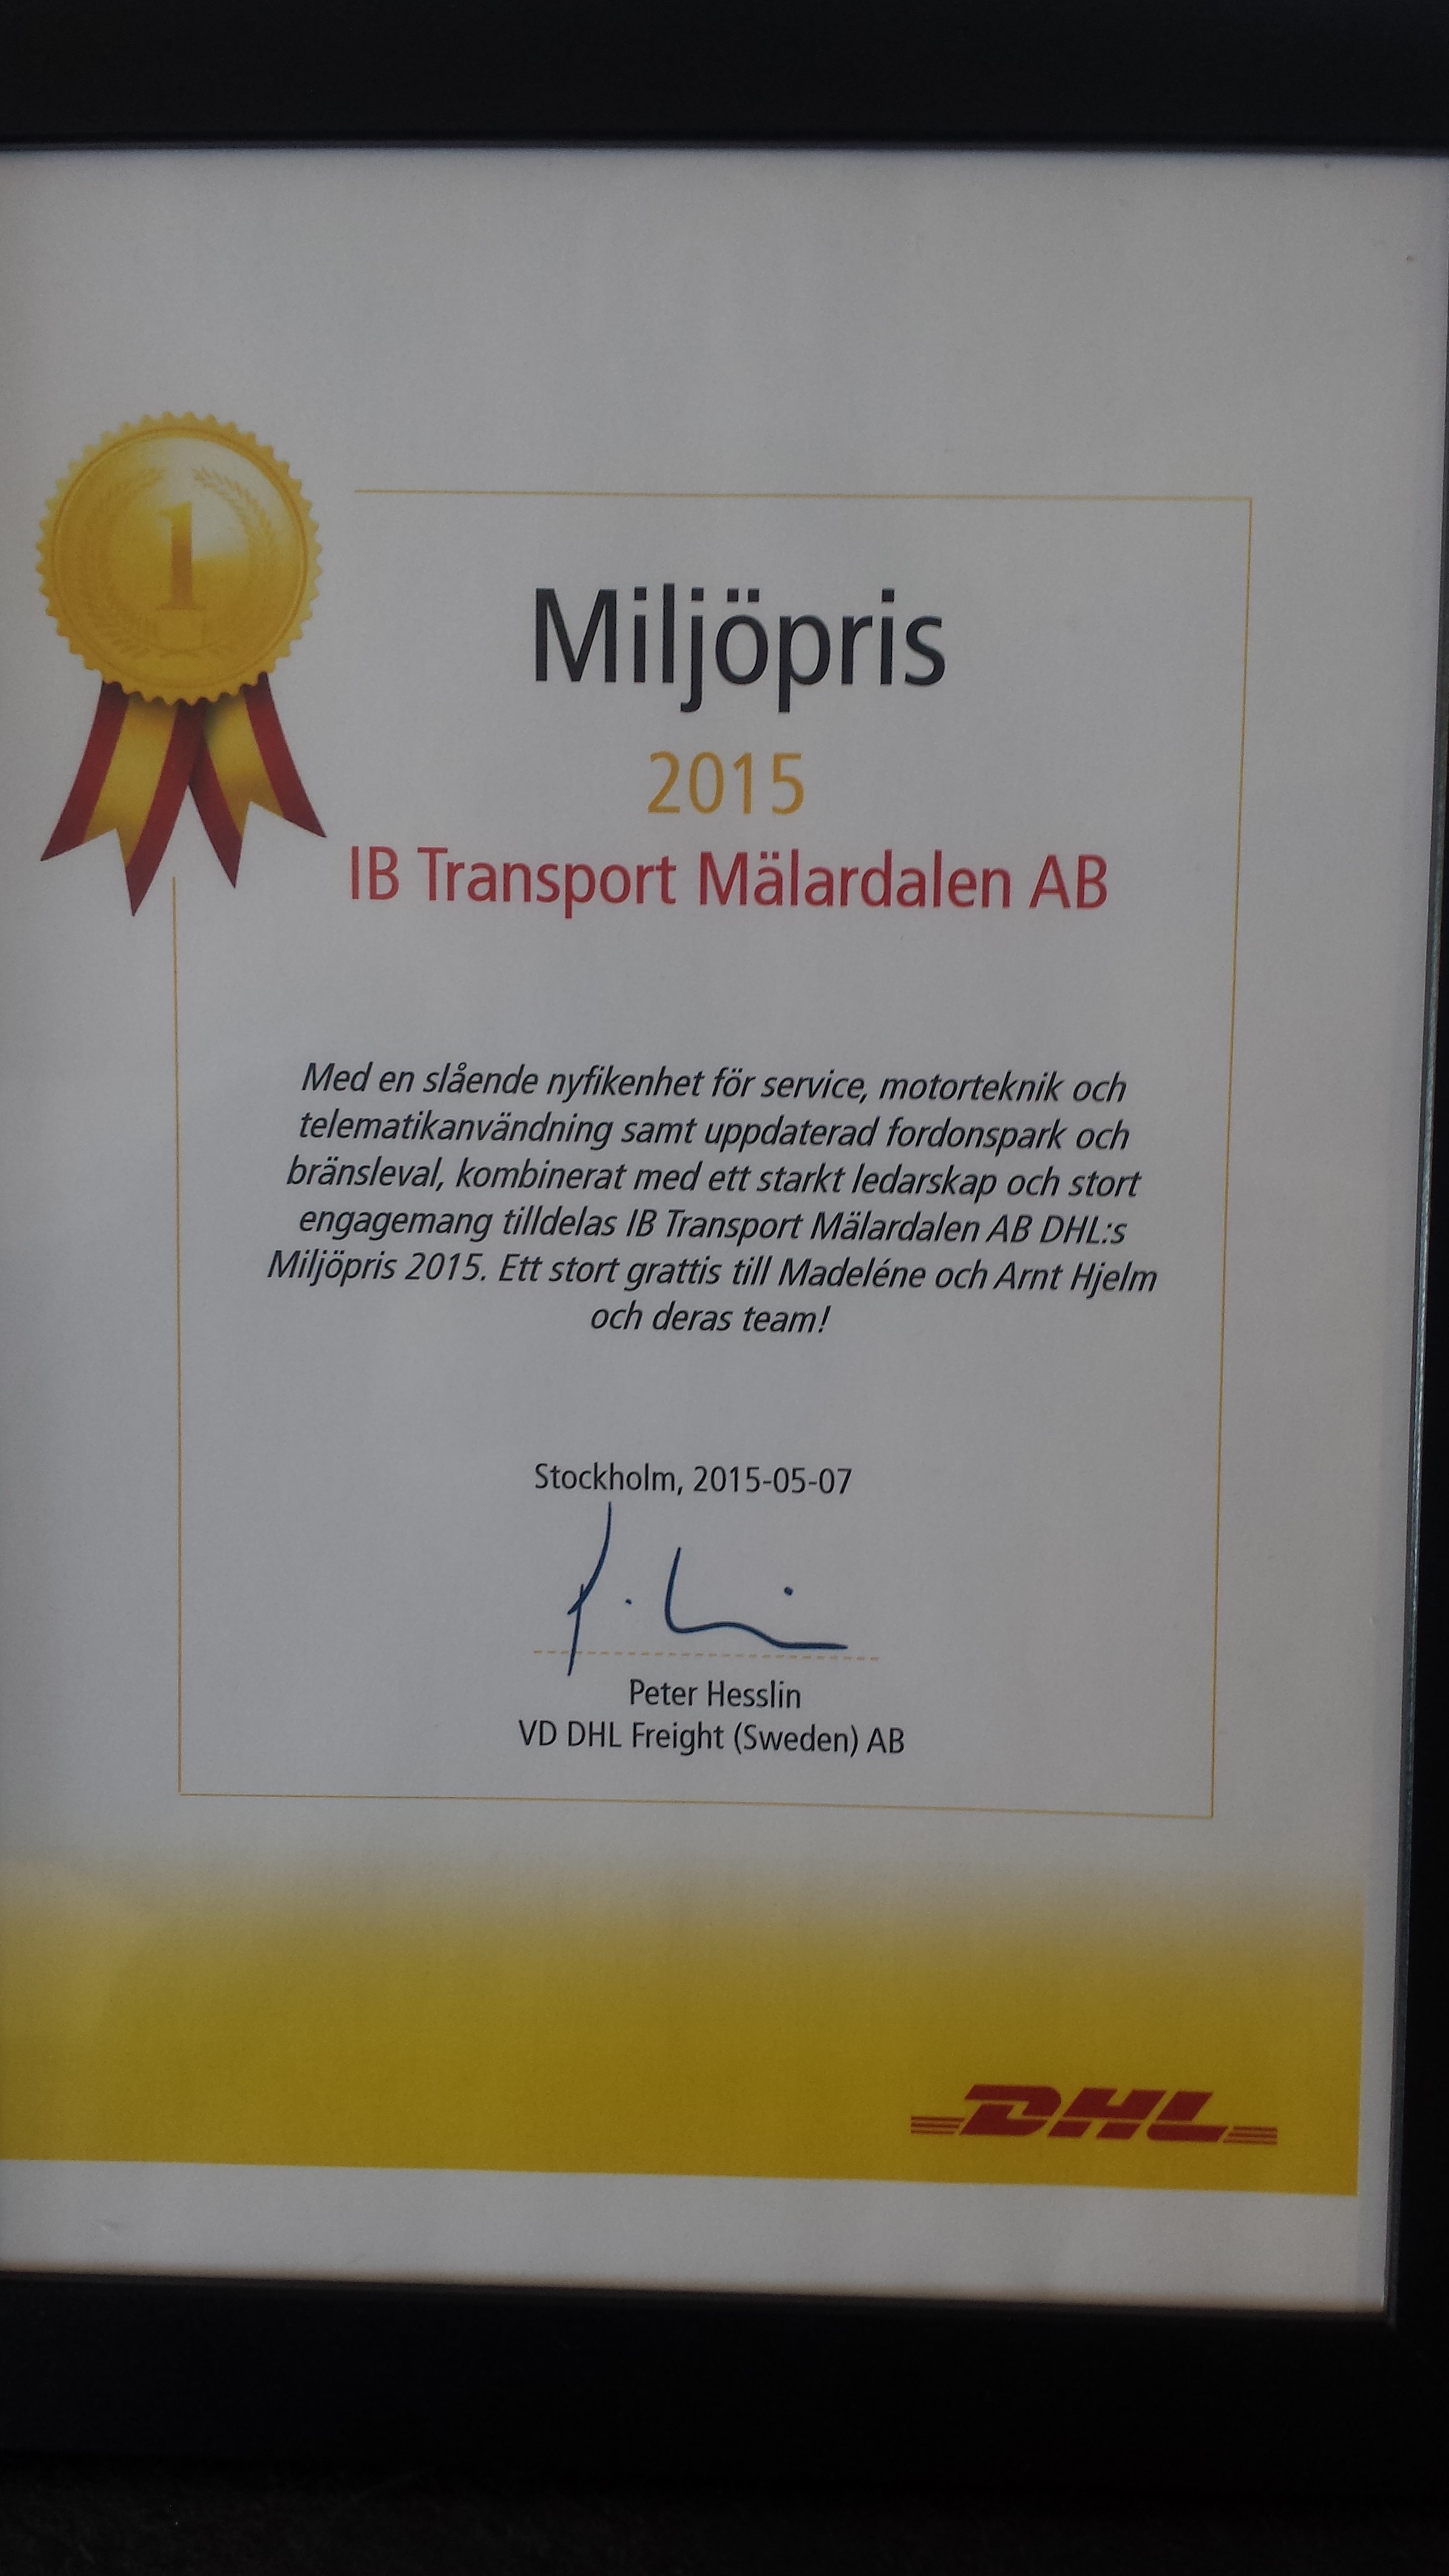 1
Miljöpris
2015
IB Transport Mälardalen AB
Med en slående nyfikenhet för service, motorteknik och
telematikanvändning samt uppdaterad fordonspark och
bränsleval, kombinerat med ett starkt ledarskap och stort
engagemang tilldelas IB Transport Mälardalen AB DHL:s
Miljöpris 2015. Ett stort grattis till Madeléne och Arnt Hjelm
och deras team!
Stockholm, 2015-05-07
Peter Hesslin
VD DHL Freight (Sweden) AB
DHL